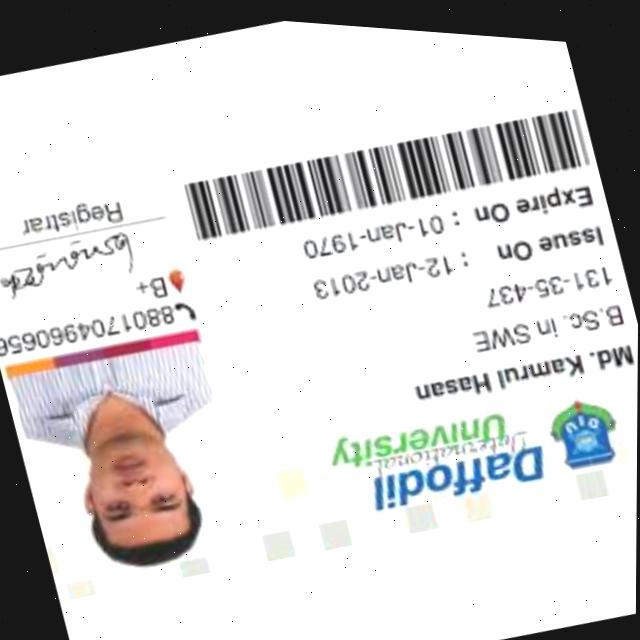 Daffodil
International
University
Md. Kamrul Hasan
B.Sc. in SWE
131-35-437
Issue On : 12-Jan-2013
Expire On : 01-Jan-1970
B+
Registrar
DIU